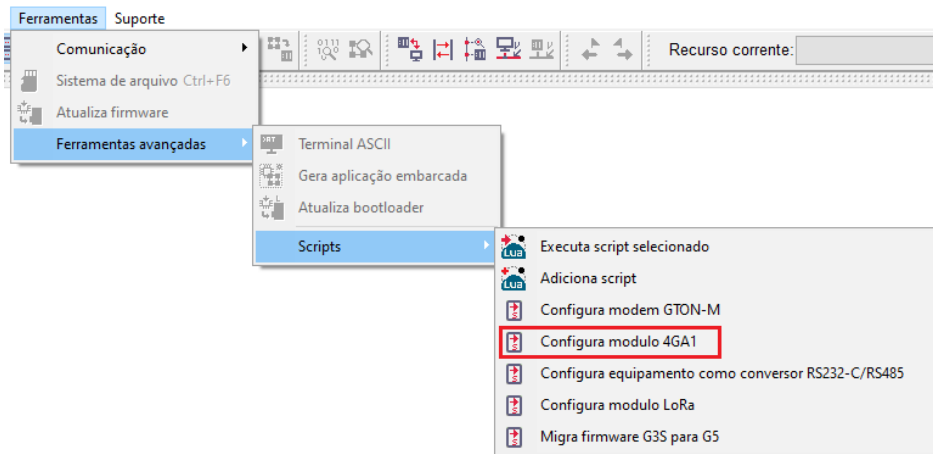 Ferramentas Suporte
Comunicação
Recurso corrente:
Sistema de arquivo Ctrl+F6
Atualiza firmware
Ferramentas avançadas
Terminal ASCII
Gera aplicação embarcada
Atualiza bootloader
Scripts
Executa script selecionado
Adiciona script
Configura modem GTON-M
Configura modulo 4GA1
Configura equipamento como conversor RS232-C/RS485
Configura modulo LoRa
Migra firmware G3S para G5